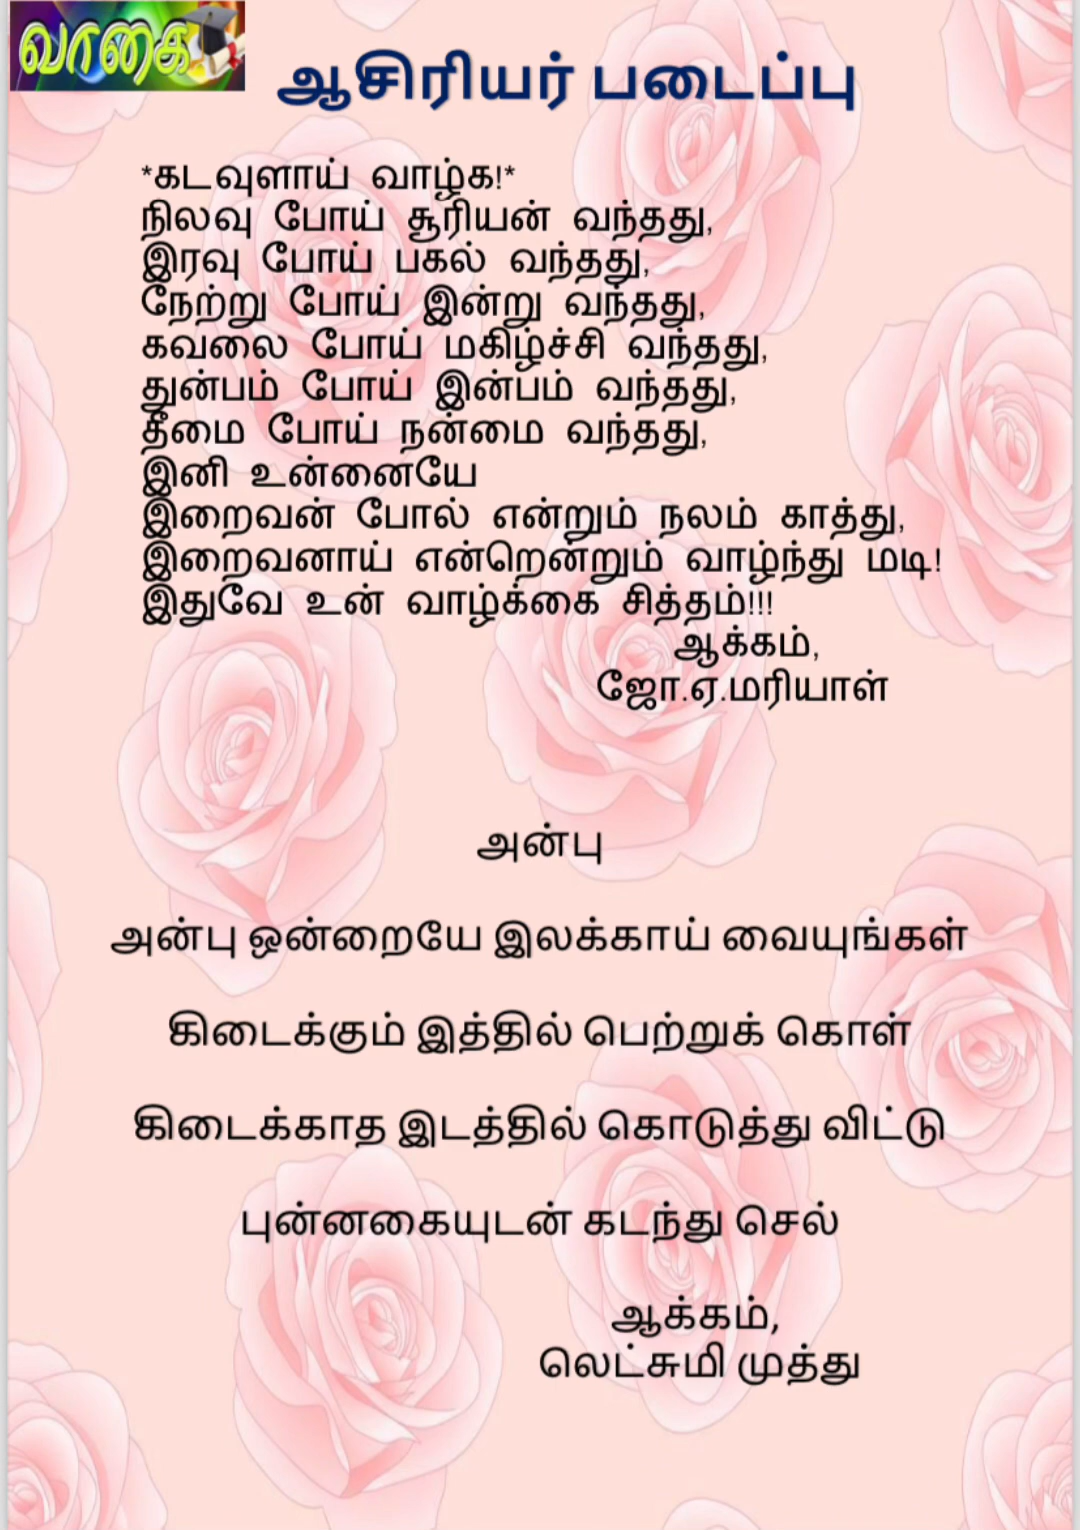 வாகை
ஆசிரியர் படைப்பு
*கடவுளாய் வாழ்க!*
நிலவு போய் சூரியன் வந்தது,
இரவு போய் பகல் வந்தது,
நேற்று போய் இன்று வந்தது,
கவலை போய் மகிழ்ச்சி வந்தது,
துன்பம் போய் இன்பம் வந்தது,
தீமை போய் நன்மை வந்தது,
இனி உன்னையே
இறைவன் போல் என்றும் நலம் காத்து,
இறைவனாய் என்றென்றும் வாழ்ந்து மடி!
இதுவே உன் வாழ்க்கை சித்தம்!!!
ஆக்கம்,
ஜோ.ஏ.மரியாள்
அன்பு
அன்பு ஒன்றையே இலக்காய் வையுங்கள்
கிடைக்கும் இத்தில் பெற்றுக் கொள்
கிடைக்காத இடத்தில் கொடுத்து விட்டு
புன்னகையுடன் கடந்து செல்
ஆக்கம்,
லெட்சுமி முத்து